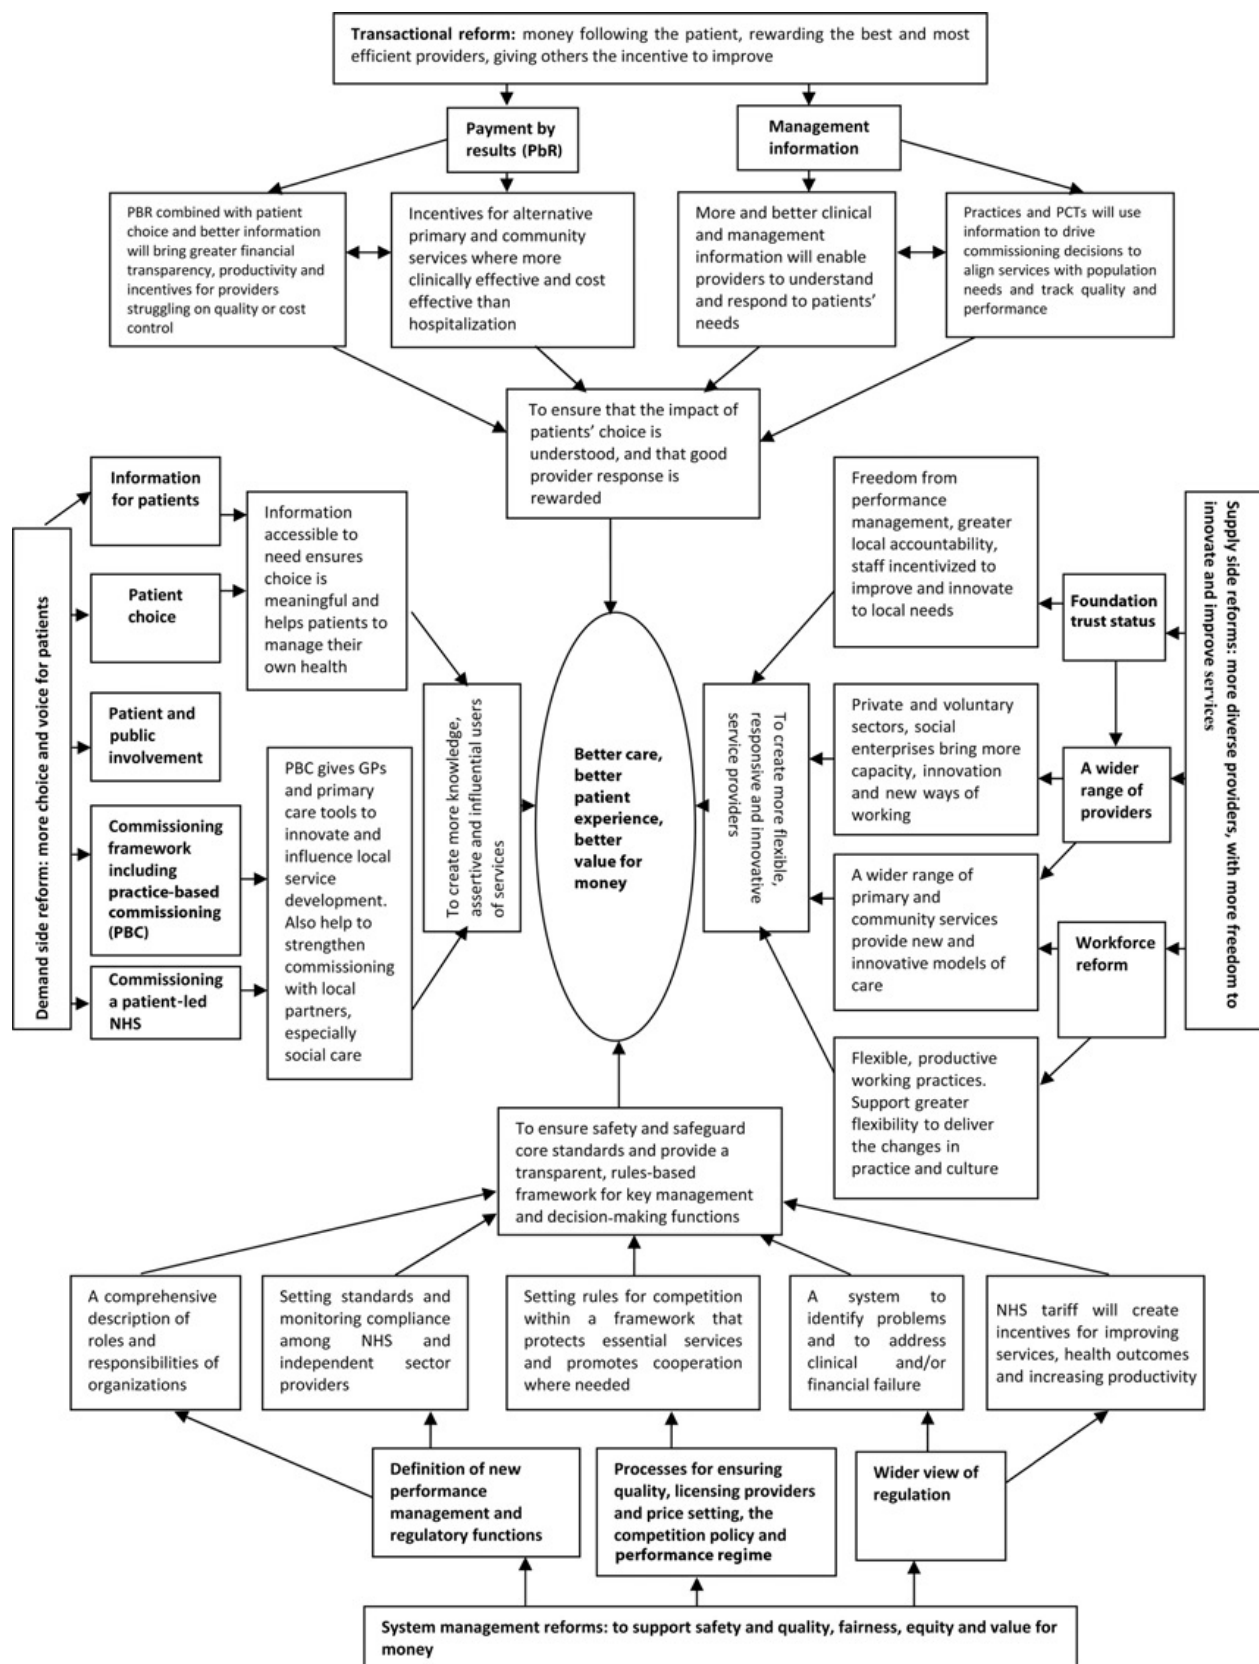 Transactional reform: money following the patient, rewarding the best and most
efficient providers, giving others the incentive to improve
Payment by
results (PbR)
Management
information
PBR combined with patient
choice and better information
will bring greater financial
transparency, productivity and
incentives for providers
struggling on quality or cost
control
Incentives for alternative
primary and community
services where more
clinically effective and cost
effective than
hospitalization
More and better clinical
and management
information will enable
providers to understand
and respond to patients’
needs
Practices and PCTs will use
information to drive
commissioning decisions to
align services with population
needs and track quality and
performance
To ensure that the impact of
patients’ choice is
understood, and that good
provider response is
rewarded
Demand side reform: more choice and voice for patients
Information
for patients
Patient
choice
Patient and
public
involvement
Commissioning
framework
including
practice-based
commissioning
(PBC)
Commissioning
a patient-led
NHS
Information
accessible to
need ensures
choice is
meaningful and
helps patients to
manage their
own health
PBC gives GPs
and primary
care tools to
innovate and
influence local
service
development.
Also help to
strengthen
commissioning
with local
partners,
especially
social care
To create more knowledge,
assertive and influential users
of services
Better care,
better
patient
experience,
better
value for
money
To create more flexible,
responsive and innovative
service providers
Freedom from
performance
management, greater
local accountability,
staff incentivized to
improve and innovate
to local needs
Private and voluntary
sectors, social
enterprises bring more
capacity, innovation
and new ways of
working
A wider range of
primary and
community services
provide new and
innovative models of
care
Flexible, productive
working practices.
Support greater
flexibility to deliver
the changes in
practice and culture
Foundation
trust status
A wider
range of
providers
Workforce
reform
Supply side reforms: more diverse providers, with more freedom to
innovate and improve services
To ensure safety and safeguard
core standards and provide a
transparent, rules-based
framework for key management
and decision-making functions
A comprehensive
description of
roles and
responsibilities of
organizations
Setting standards and
monitoring compliance
among NHS and
independent sector
providers
Setting rules for competition
within a framework that
protects essential services
and promotes cooperation
where needed
A system to
identify problems
and to address
clinical and/or
financial failure
NHS tariff will create
incentives for improving
services, health outcomes
and increasing productivity
Definition of new
performance
management and
regulatory functions
Processes for ensuring
quality, licensing providers
and price setting, the
competition policy and
performance regime
Wider view of
regulation
System management reforms: to support safety and quality, fairness, equity and value for
money